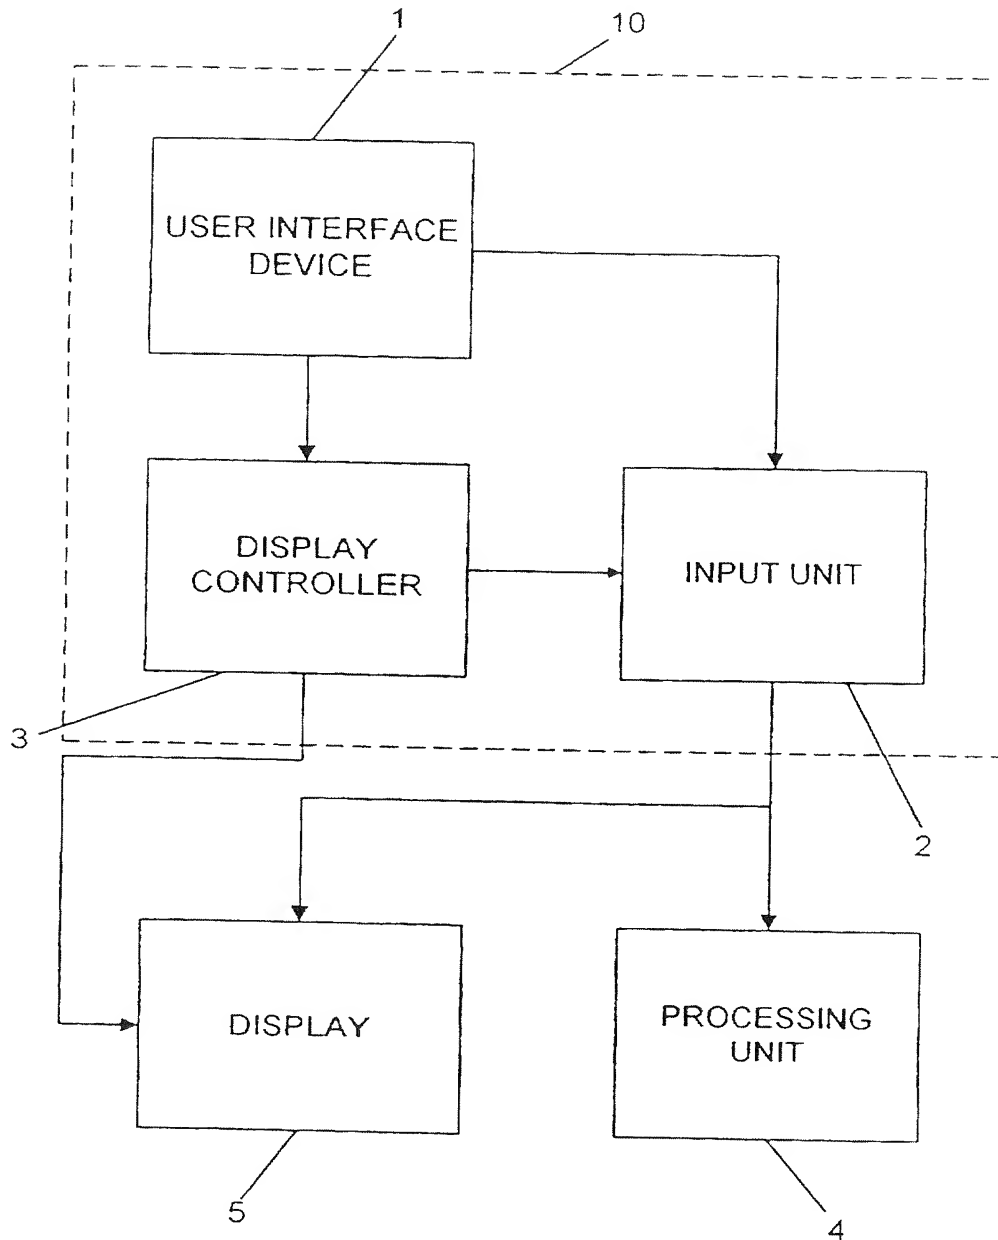 1
10
USER INTERFACE
DEVICE
DISPLAY
CONTROLLER
INPUT UNIT
3
2
DISPLAY
PROCESSING
UNIT
5
4